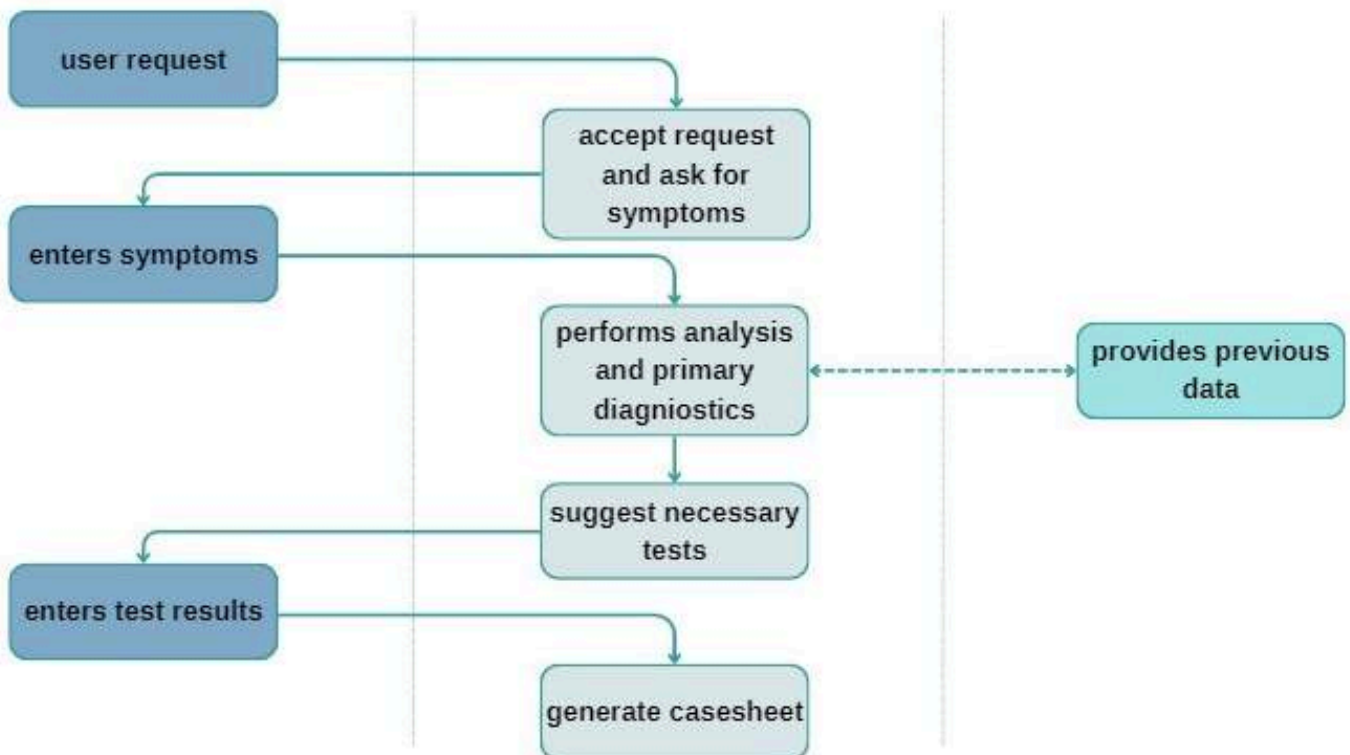 user request
accept request
and ask for
symptoms
enters symptoms
performs analysis
and primary
diagniostics
provides previous
data
suggest necessary
tests
enters test results
generate casesheet